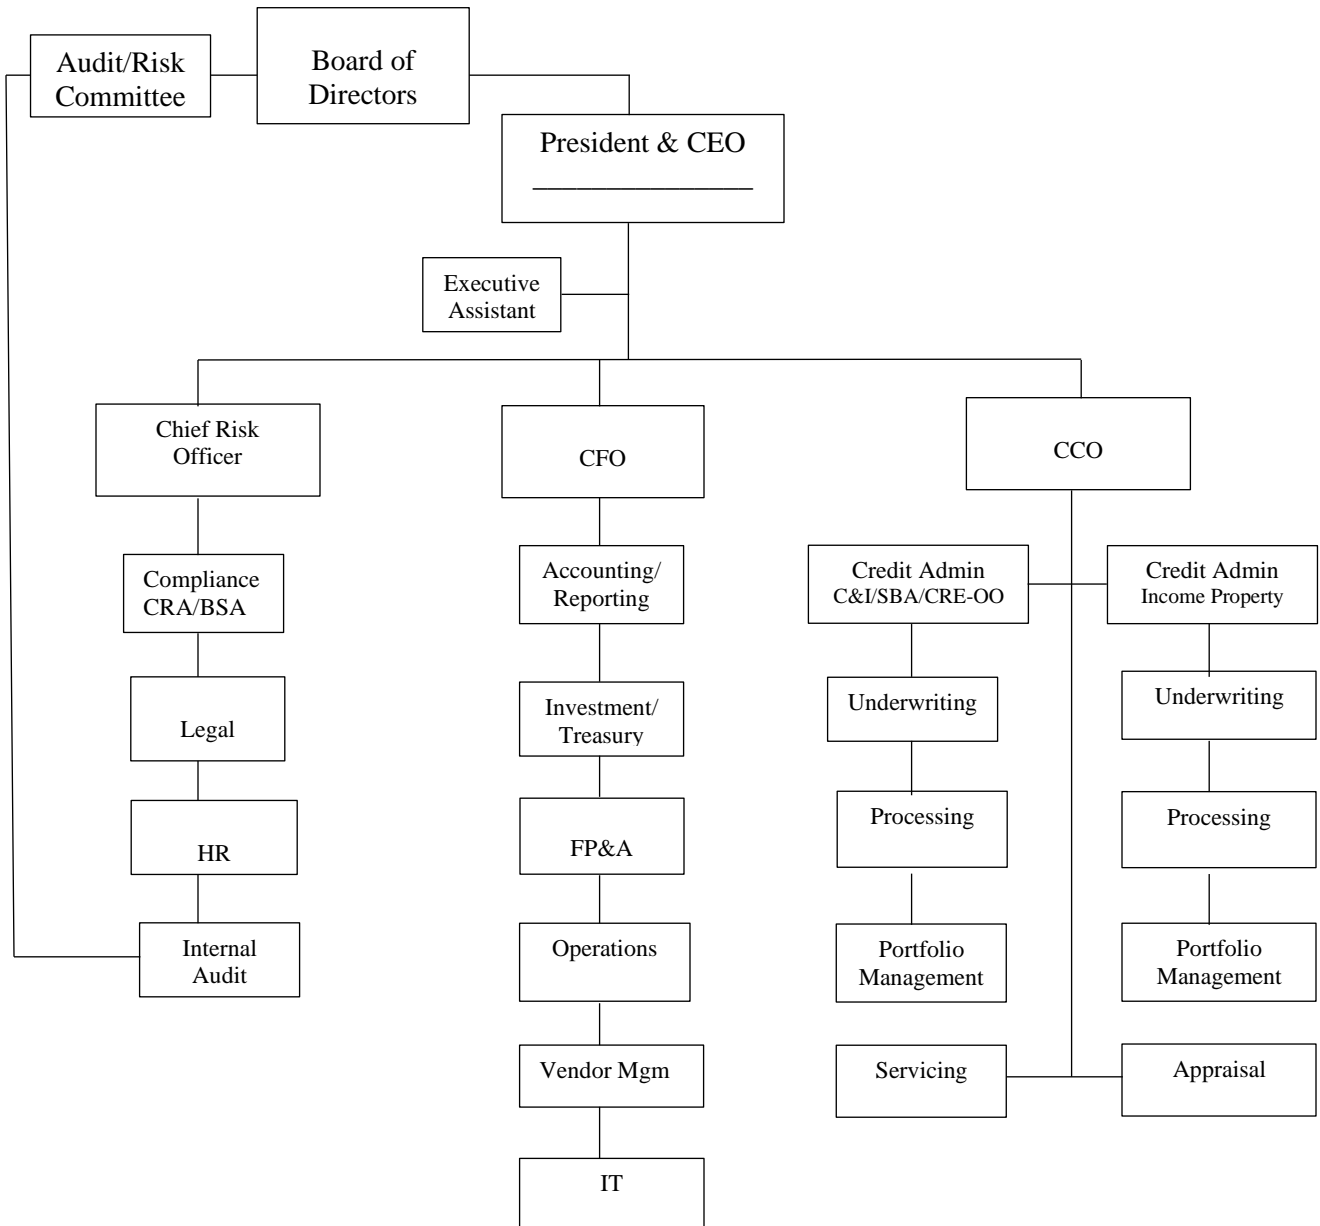 Audit/Risk
Committee
Board of
Directors
President & CEO
_______________
Executive
Assistant
Chief Risk
Officer
CFO
CCO
Compliance
CRA/BSA
Accounting/
Reporting
Credit Admin
C&I/SBA/CRE-OO
Credit Admin
Income Property
Legal
Investment/
Treasury
Underwriting
Underwriting
HR
FP&A
Processing
Processing
Internal
Audit
Operations
Portfolio
Management
Portfolio
Management
Vendor Mgm
Servicing
Appraisal
IT